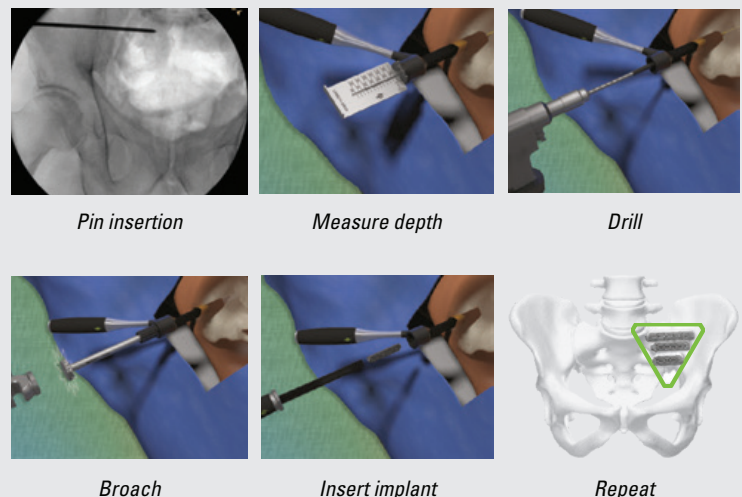 Pin insertion
Measure depth
Drill
Broach
Insert implant
Repeat